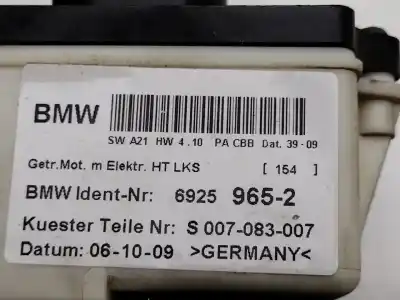 BMW
SW A21 HW 4.10 PA CBB Dat. 39-09
Getr.Mot. m Elektr. HT LKS [ 154 ]
BMW Ident-Nr: 6925 965-2
Kuester Teile Nr: S 007-083-007
Datum: 06-10-09 >GERMANY<